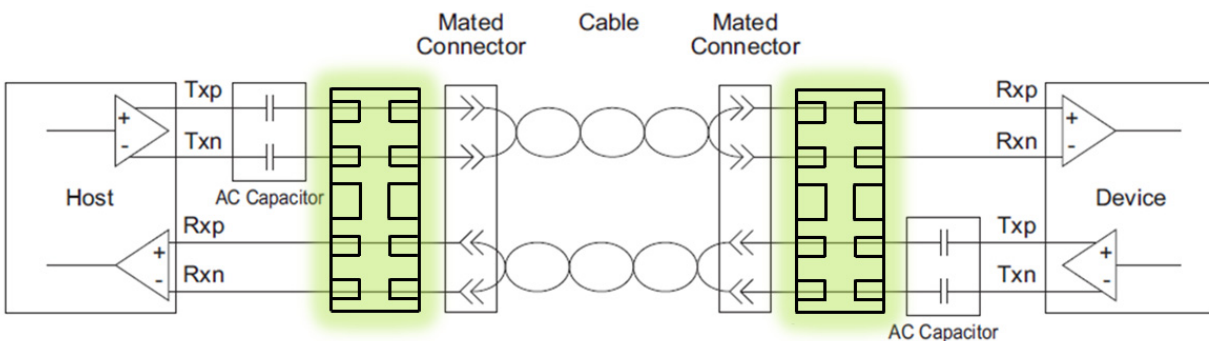 Mated
Connector
Cable
Mated
Connector
Txp
Rxp
+
-
+
-
Txn
Rxn
AC Capacitor
Host
Device
Rxp
Txp
+
-
+
-
Rxn
Txn
AC Capacitor